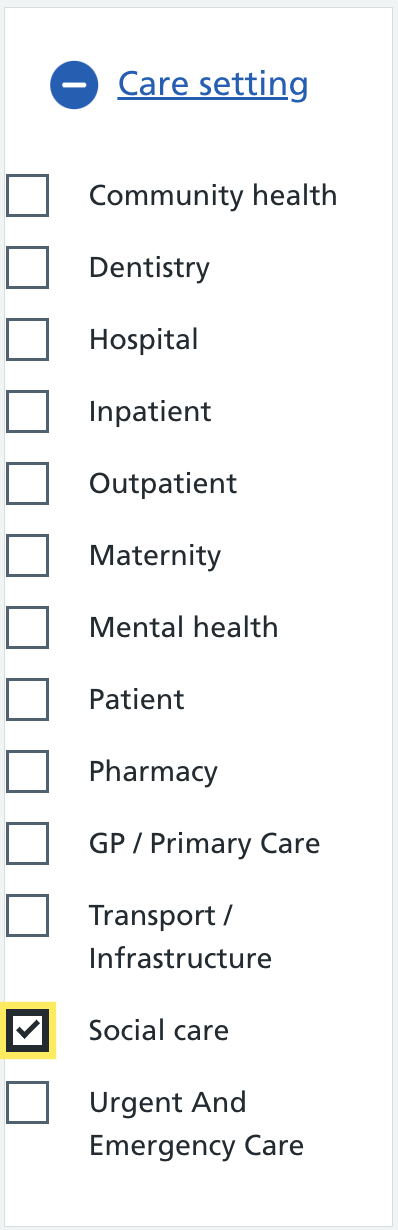 Care setting
Community health
Dentistry
Hospital
Inpatient
Outpatient
Maternity
Mental health
Patient
Pharmacy
GP / Primary Care
Transport /
Infrastructure
Social care
Urgent And
Emergency Care